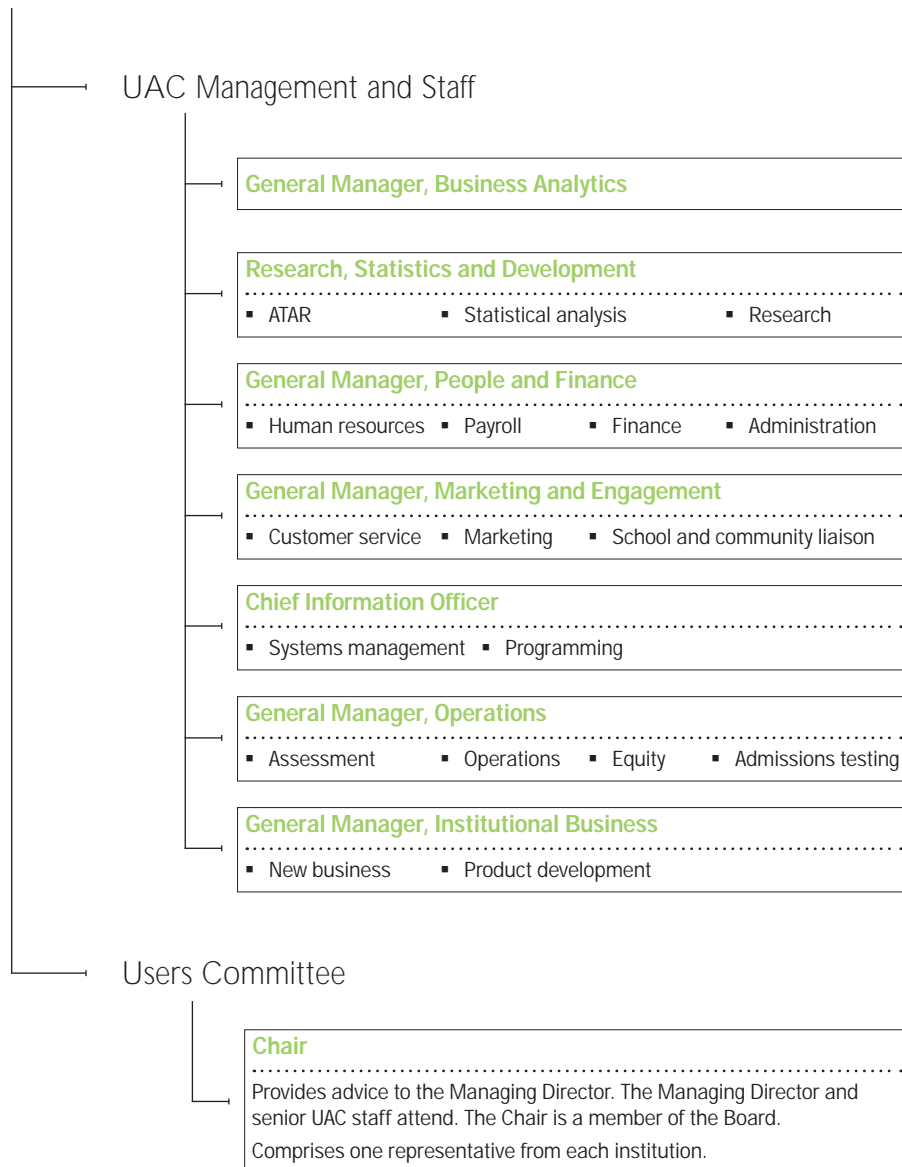 UAC Management and Staff
General Manager, Business Analytics
Research, Statistics and Development
▪ ATAR ▪ Statistical analysis ▪ Research
General Manager, People and Finance
▪ Human resources ▪ Payroll ▪ Finance ▪ Administration
General Manager, Marketing and Engagement
▪ Customer service ▪ Marketing ▪ School and community liaison
Chief Information Officer
▪ Systems management ▪ Programming
General Manager, Operations
▪ Assessment ▪ Operations ▪ Equity ▪ Admissions testing
General Manager, Institutional Business
▪ New business ▪ Product development
Users Committee
Chair
Provides advice to the Managing Director. The Managing Director and
senior UAC staff attend. The Chair is a member of the Board.
Comprises one representative from each institution.